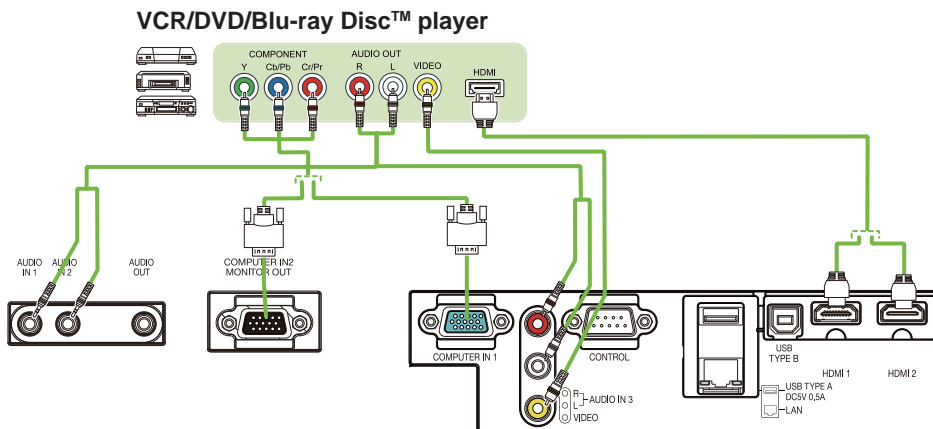 VCR/DVD/Blu-ray Disc™ player
COMPONENT
Y Cb/Pb Cr/Pr
AUDIO OUT
R L
VIDEO
HDMI
AUDIO
IN 1
AUDIO
IN 2
AUDIO
OUT
COMPUTER IN2
MONITOR OUT
COMPUTER IN 1
CONTROL
R
L
AUDIO IN 3
VIDEO
USB
TYPE B
HDMI 1
HDMI 2
USB TYPE A
DC5V 0,5A
LAN